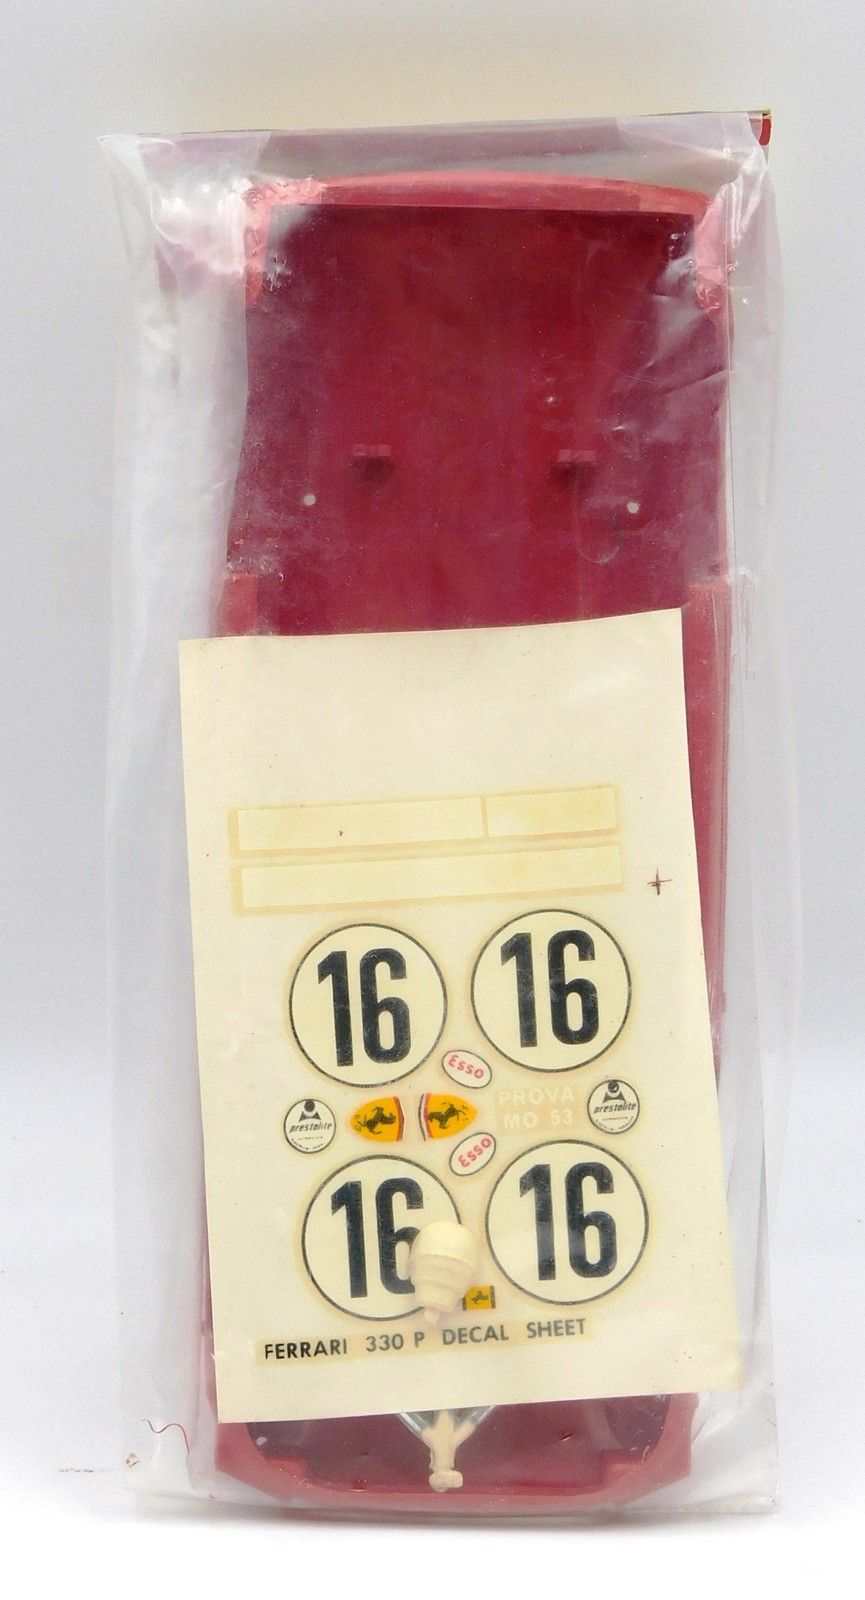 16
16
Esso
PROVA
MO 53
prestolite
prestolite
Esso
16
16
FERRARI 330 P DECAL SHEET